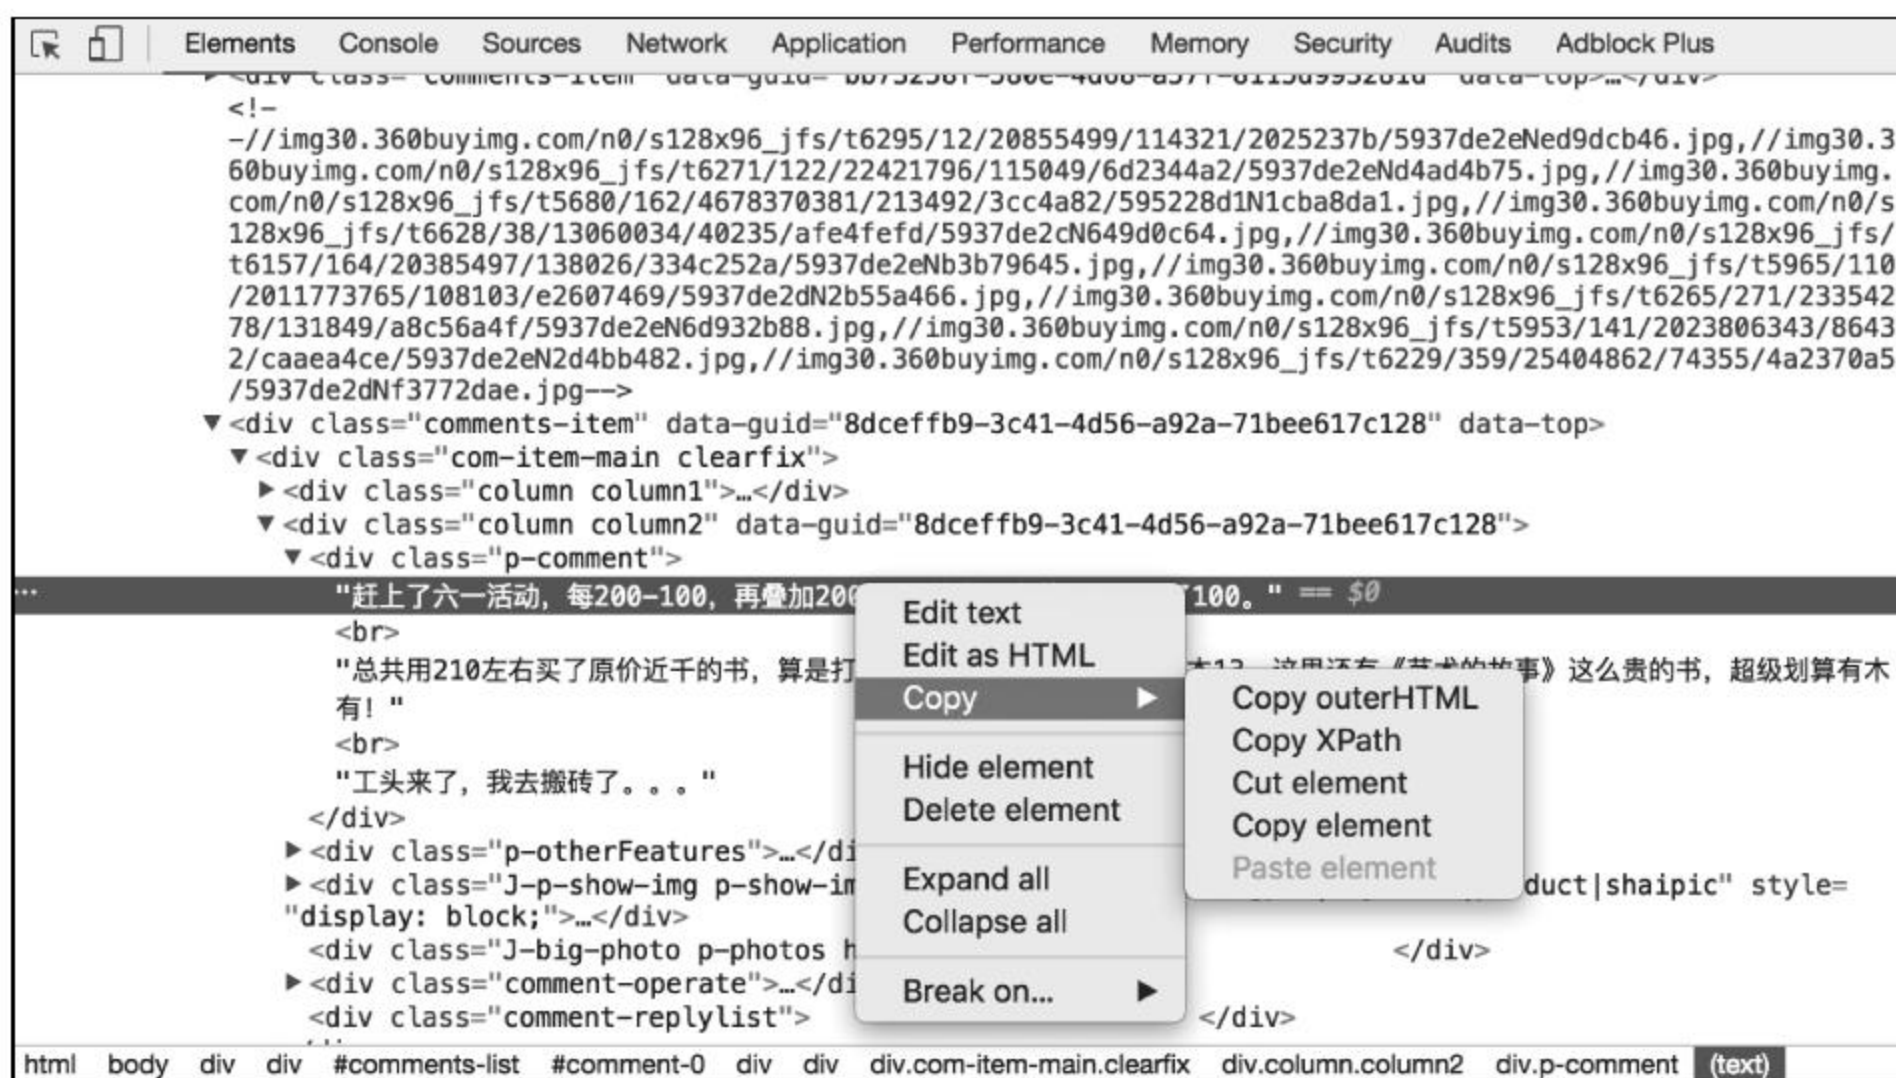 Elements Console Sources Network Application Performance Memory Security Audits Adblock Plus
<!-
-//img30.360buyimg.com/n0/s128x96_jfs/t6295/12/20855499/114321/2025237b/5937de2eNed9dcb46.jpg,//img30.3
60buyimg.com/n0/s128x96_jfs/t6271/122/22421796/115049/6d2344a2/5937de2eNd4ad4b75.jpg,//img30.360buyimg.
com/n0/s128x96_jfs/t5680/162/4678370381/213492/3cc4a82/595228d1N1cba8da1.jpg,//img30.360buyimg.com/n0/s
128x96_jfs/t6628/38/13060034/40235/afe4fefd/5937de2cN649d0c64.jpg,//img30.360buyimg.com/n0/s128x96_jfs/
t6157/164/20385497/138026/334c252a/5937de2eNb3b79645.jpg,//img30.360buyimg.com/n0/s128x96_jfs/t5965/110
/2011773765/108103/e2607469/5937de2dN2b55a466.jpg,//img30.360buyimg.com/n0/s128x96_jfs/t6265/271/233542
78/131849/a8c56a4f/5937de2eN6d932b88.jpg,//img30.360buyimg.com/n0/s128x96_jfs/t5953/141/2023806343/8643
2/caaea4ce/5937de2eN2d4bb482.jpg,//img30.360buyimg.com/n0/s128x96_jfs/t6229/359/25404862/74355/4a2370a5
/5937de2dNf3772dae.jpg-->
▼<div class="comments-item" data-guid="8dceffb9-3c41-4d56-a92a-71bee617c128" data-top>
▼<div class="com-item-main clearfix">
▶<div class="column column1">…</div>
▼<div class="column column2" data-guid="8dceffb9-3c41-4d56-a92a-71bee617c128">
▼<div class="p-comment">
"赶上了六一活动，每200-100，再叠加200 100。" == $0
<br>
"总共用210左右买了原价近千的书，算是打 事》这么贵的书，超级划算有木
有！"
<br>
"工头来了，我去搬砖了。。。"
</div>
▶<div class="p-otherFeatures">…</di
▶<div class="J-p-show-img p-show-im duct|shaipic" style=
"display: block;">…</div>
<div class="J-big-photo p-photos h </div>
▶<div class="comment-operate">…</di
<div class="comment-replylist"> </div>
Edit text
Edit as HTML
Copy ▶
Hide element
Delete element
Expand all
Collapse all
Break on... ▶
Copy outerHTML
Copy XPath
Cut element
Copy element
Paste element
html body div div #comments-list #comment-0 div div div.com-item-main.clearfix div.column.column2 div.p-comment (text)